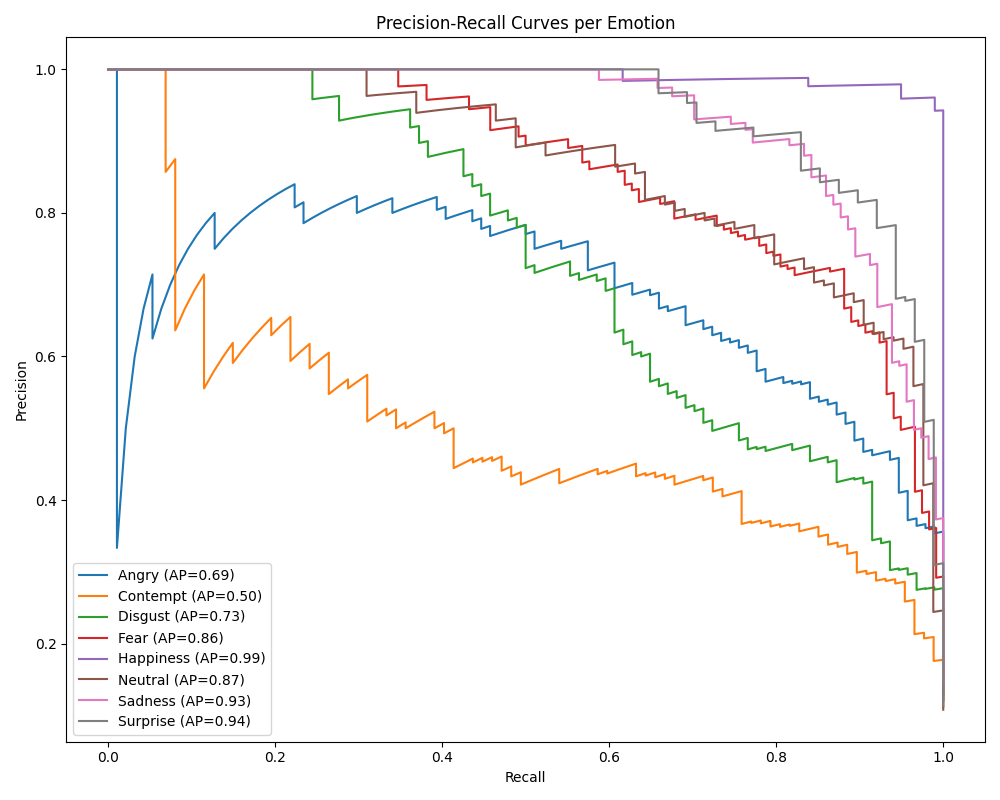 Precision-Recall Curves per Emotion
Precision
1.0
0.8
0.6
0.4
0.2
Angry (AP=0.69)
Contempt (AP=0.50)
Disgust (AP=0.73)
Fear (AP=0.86)
Happiness (AP=0.99)
Neutral (AP=0.87)
Sadness (AP=0.93)
Surprise (AP=0.94)
0.0 0.2 0.4 0.6 0.8 1.0
Recall